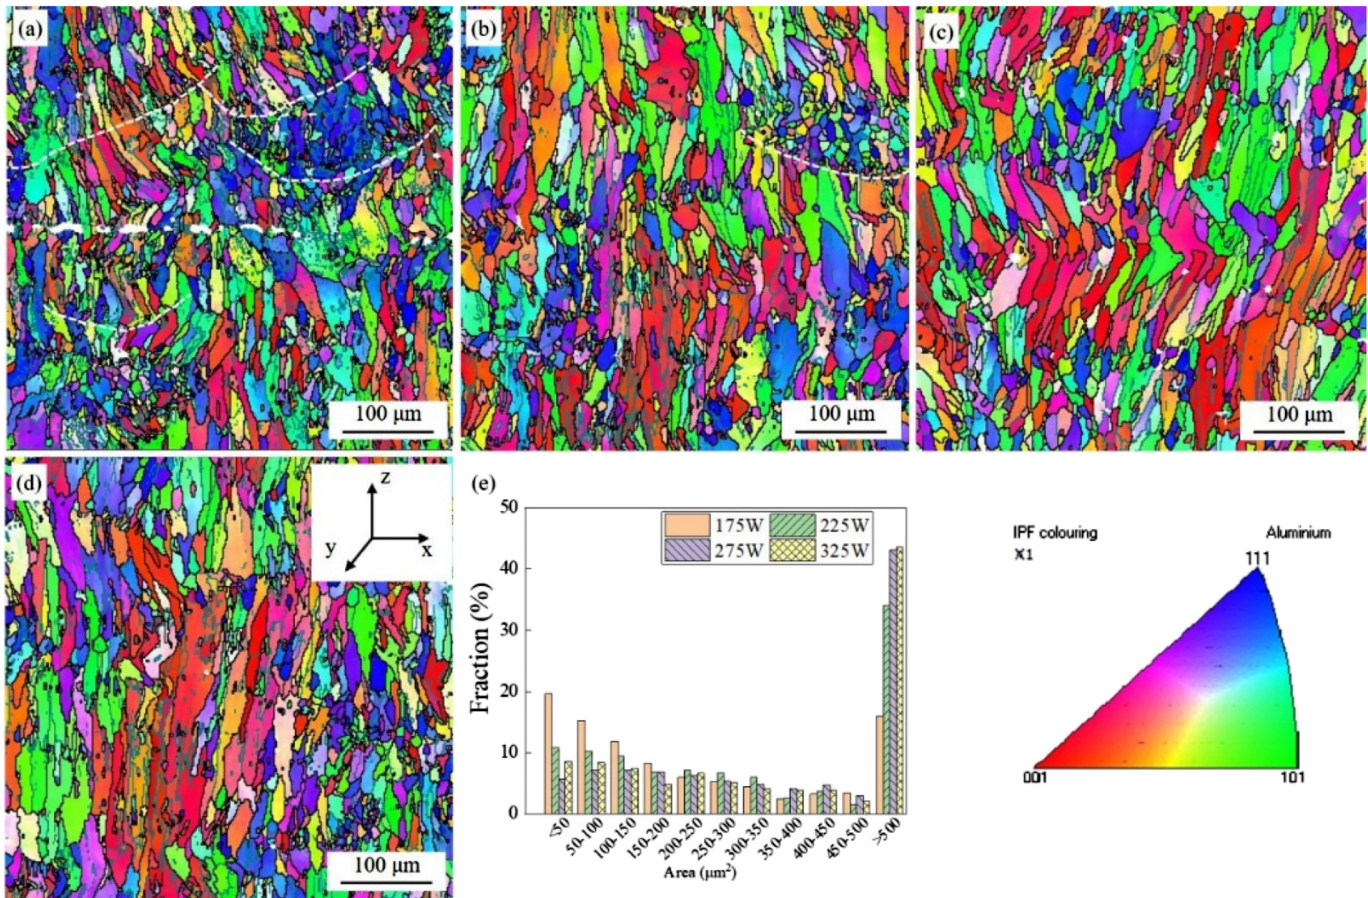 (a)
(b)
(c)
100 μm
100 μm
100 μm
(d)
z
y
x
100 μm
(e)
50
40
30
20
10
0
Fraction (%)
175W
225W
275W
325W
<50
50-100
100-150
150-200
200-250
250-300
300-350
350-400
400-450
450-500
>500
Area (μm²)
IPF colouring
X1
Aluminium
111
001
101